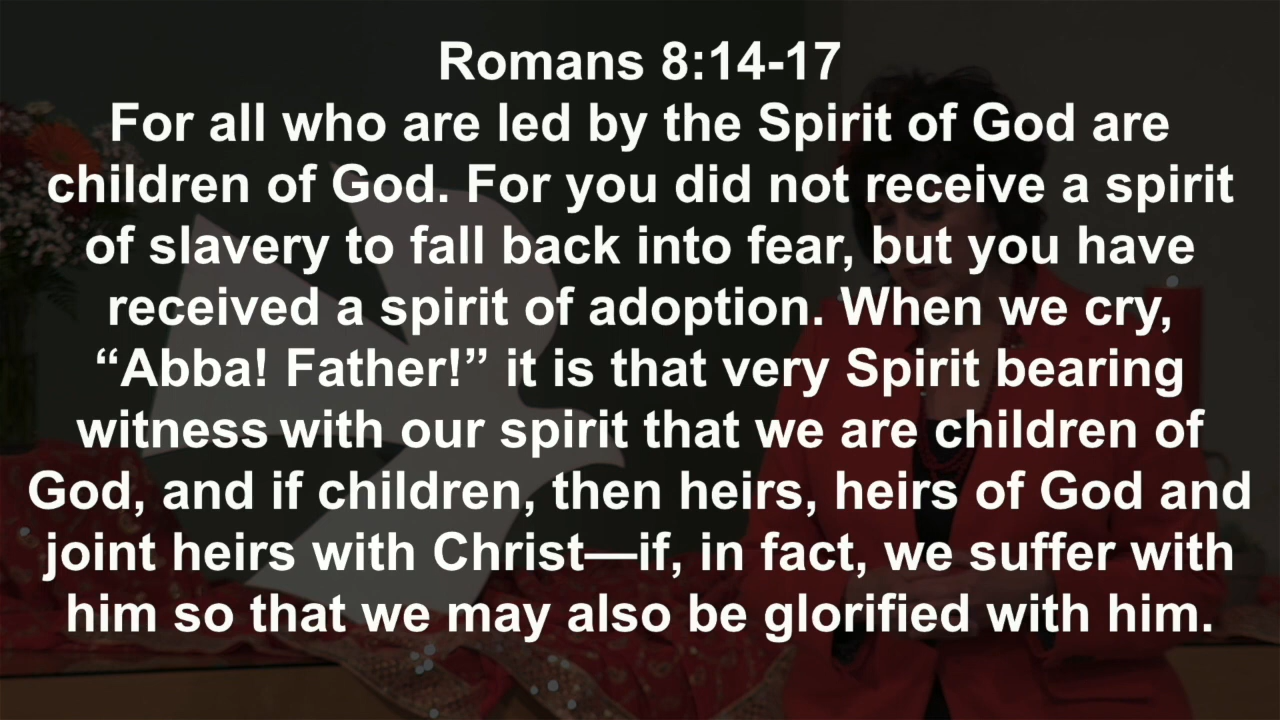 Romans 8:14-17
For all who are led by the Spirit of God are
children of God. For you did not receive a spirit
of slavery to fall back into fear, but you have
received a spirit of adoption. When we cry,
“Abba! Father!” it is that very Spirit bearing
witness with our spirit that we are children of
God, and if children, then heirs, heirs of God and
joint heirs with Christ—if, in fact, we suffer with
him so that we may also be glorified with him.